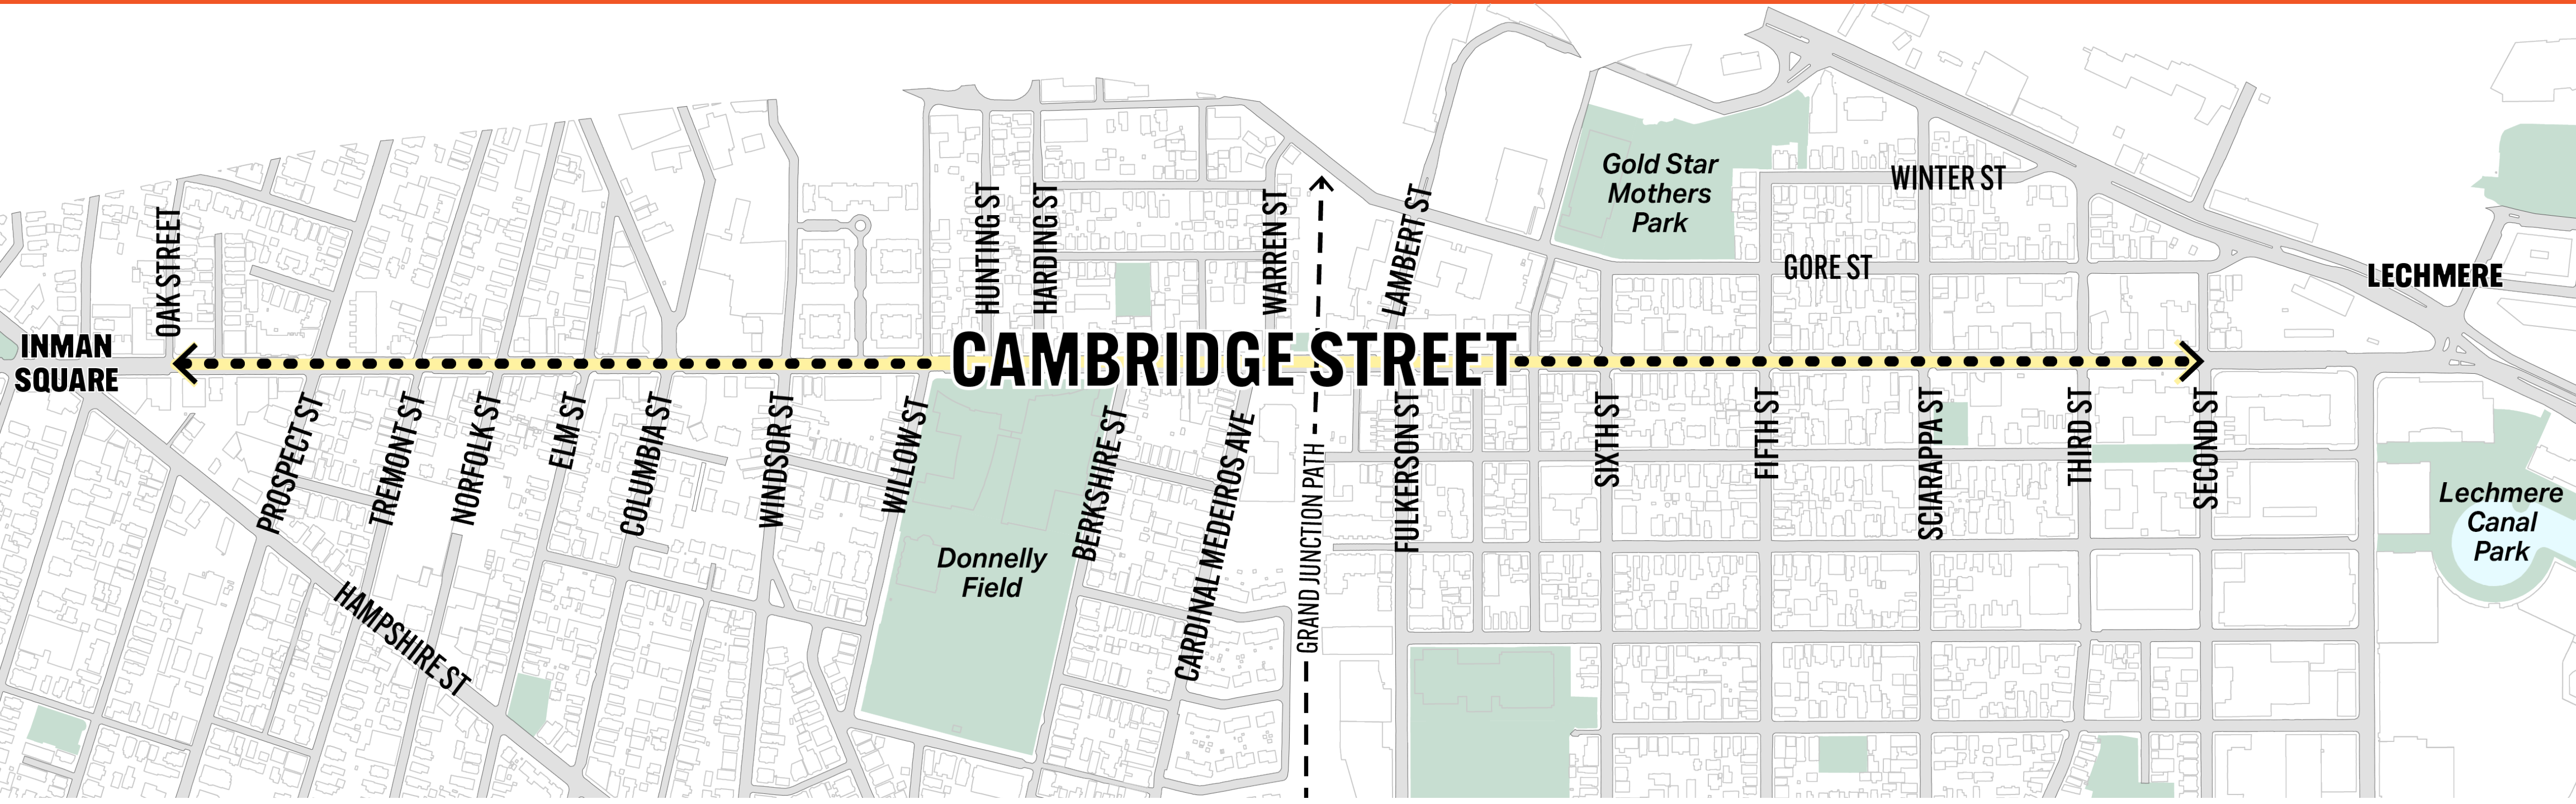 OAK STREET
INMAN
SQUARE
HUNTING ST
HARDING ST
WARREN ST
LAMBERT ST
Gold Star
Mothers
Park
WINTER ST
GORE ST
LECHMERE
CAMBRIDGE STREET
PROSPECT ST
TREMONT ST
NORFOLK ST
ELM ST
COLUMBIA ST
WINDSOR ST
WILLOW ST
BERKSHIRE ST
CARDINAL MEDEIROS AVE
GRAND JUNCTION PATH
FULKERSON ST
SIXTH ST
FIFTH ST
SCIARAPPA ST
THIRD ST
SECOND ST
HAMPSHIRE ST
Donnelly
Field
Lechmere
Canal
Park